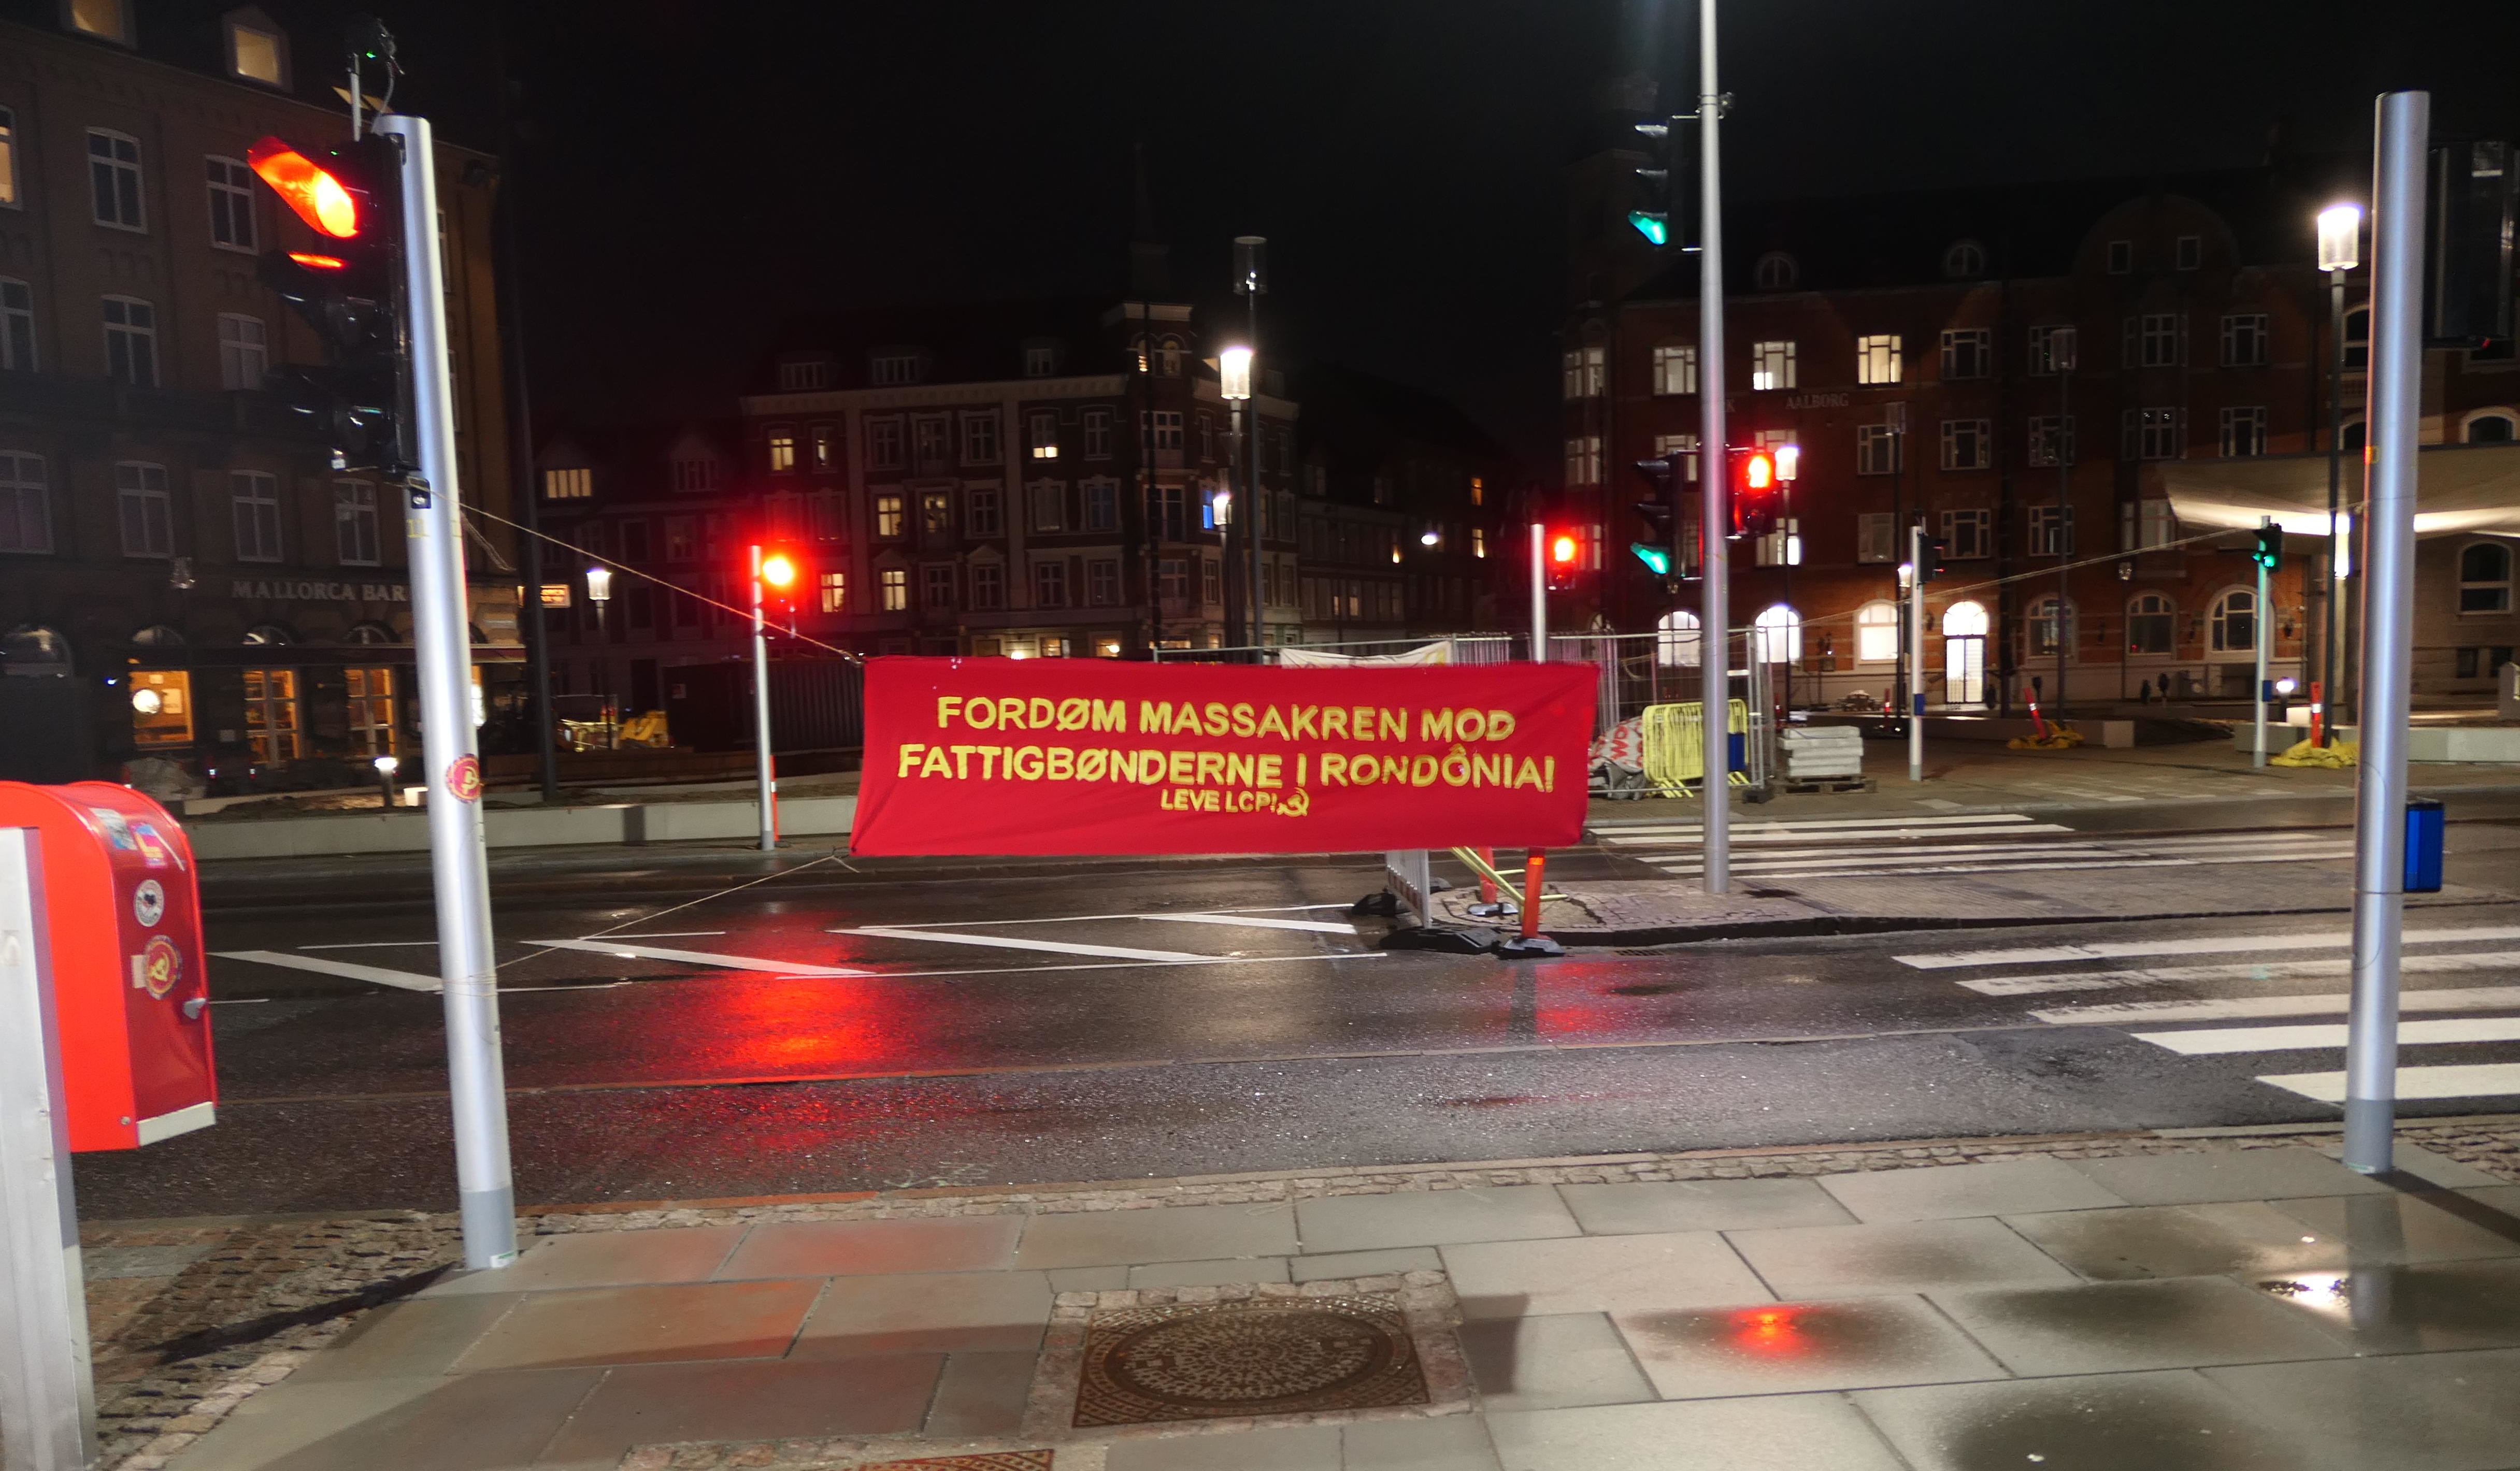 MALLORCA BAR
AALBORG
FORDØM MASSAKREN MOD
FATTIGBØNDERNE I RONDÔNIA!
LEVE LCP!